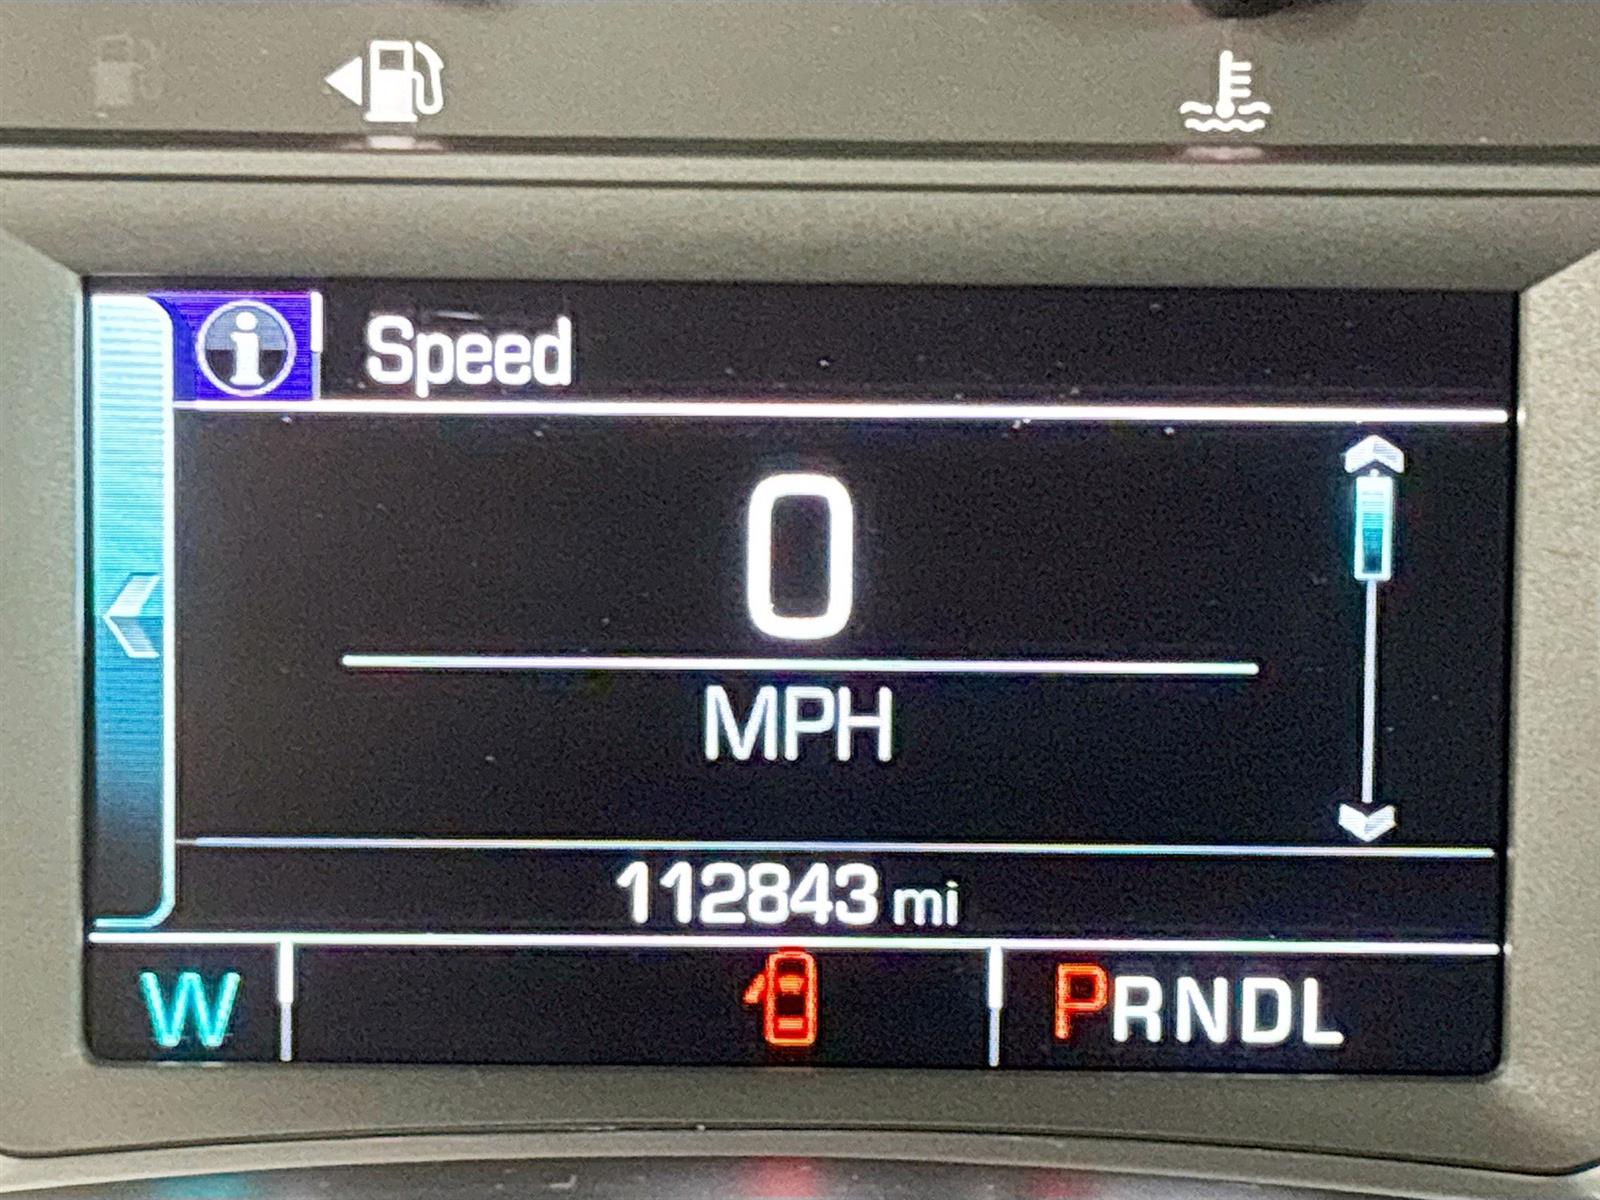 i Speed
0
MPH
112843 mi
W PRNDL